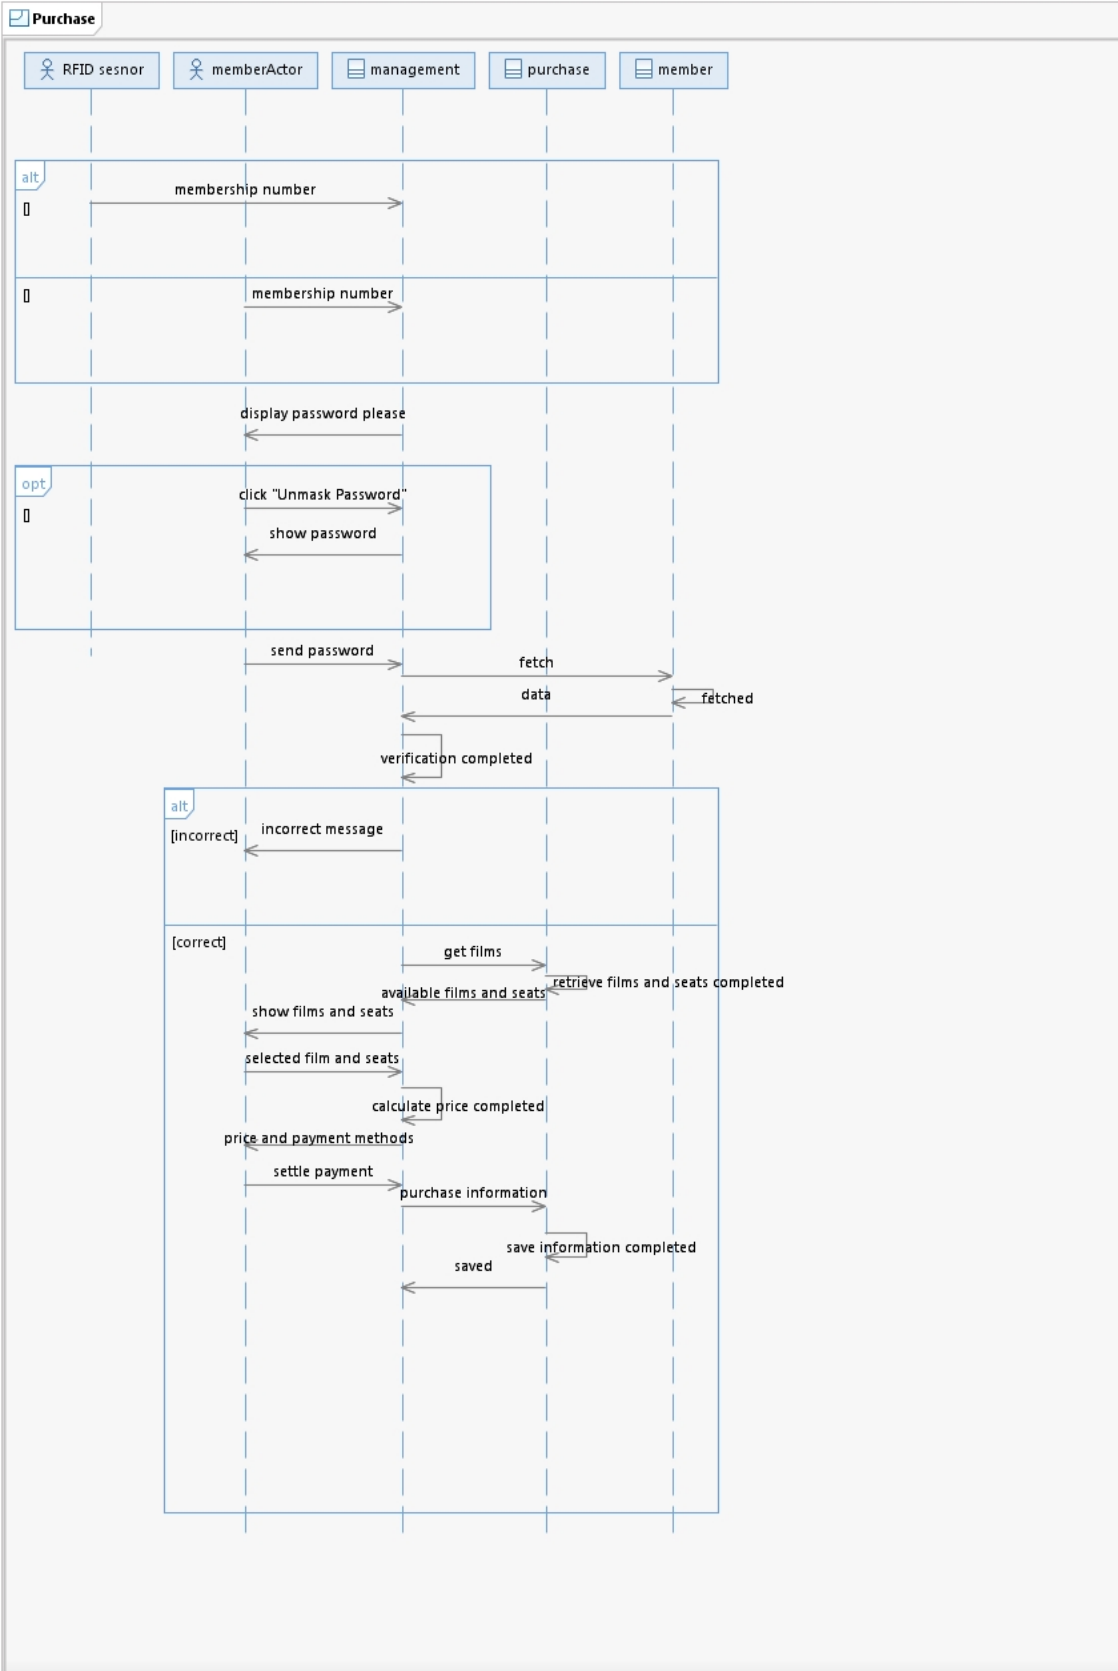 Purchase
RFID sesnor
memberActor
management
purchase
member
alt
[]
membership number
[]
membership number
display password please
opt
[]
click "Unmask Password"
show password
send password
fetch
data
fetched
verification completed
alt
[incorrect]
incorrect message
[correct]
get films
retrieve films and seats completed
available films and seats
show films and seats
selected film and seats
calculate price completed
price and payment methods
settle payment
purchase information
save information completed
saved